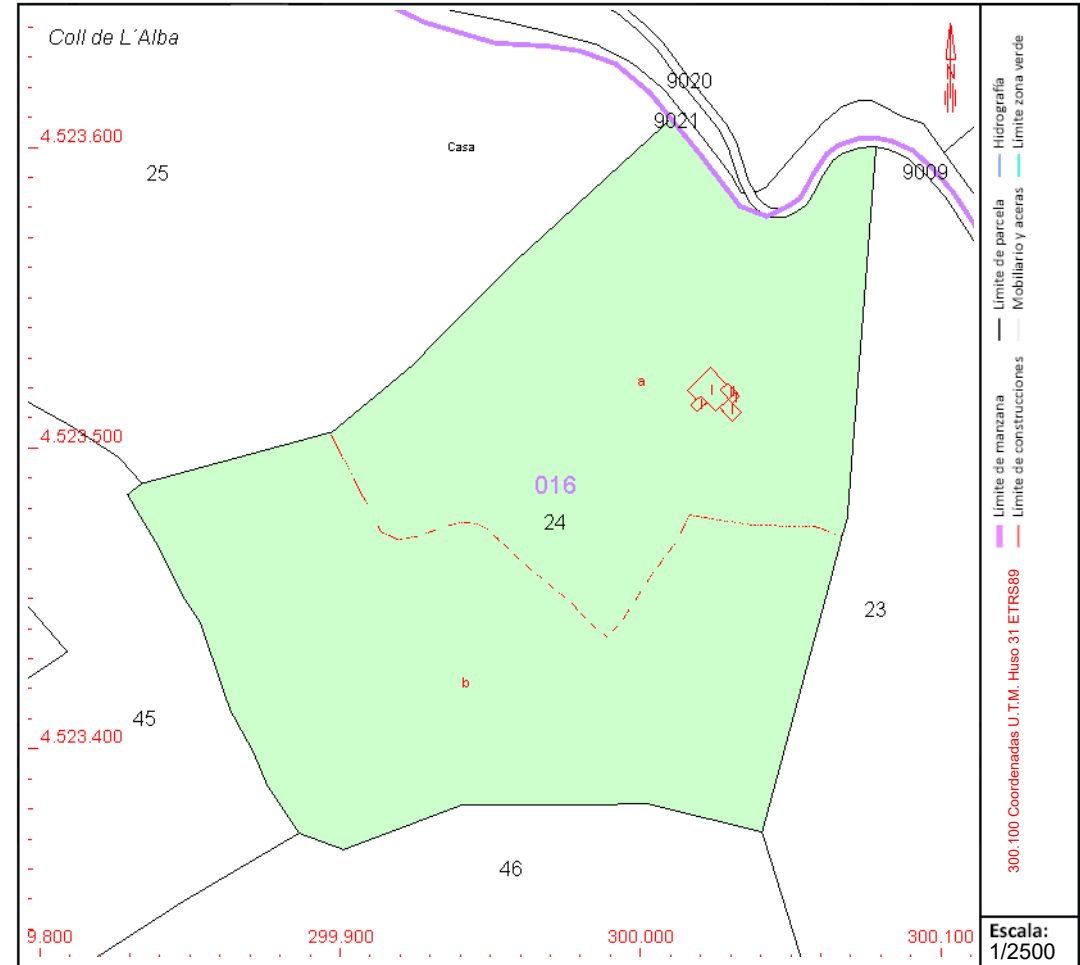 Coll de L´Alba
9020
9021
4.523.600
Casa
25
9009
a
I
P
I
4.523.500
016
24
23
b
45
4.523.400
46
9.800
299.900
300.000
300.100
N
Hidrografía
Límite zona verde
Límite de parcela
Mobiliario y aceras
Límite de manzana
Límite de construcciones
300.100 Coordenadas U.T.M. Huso 31 ETRS89
Escala:
1/2500